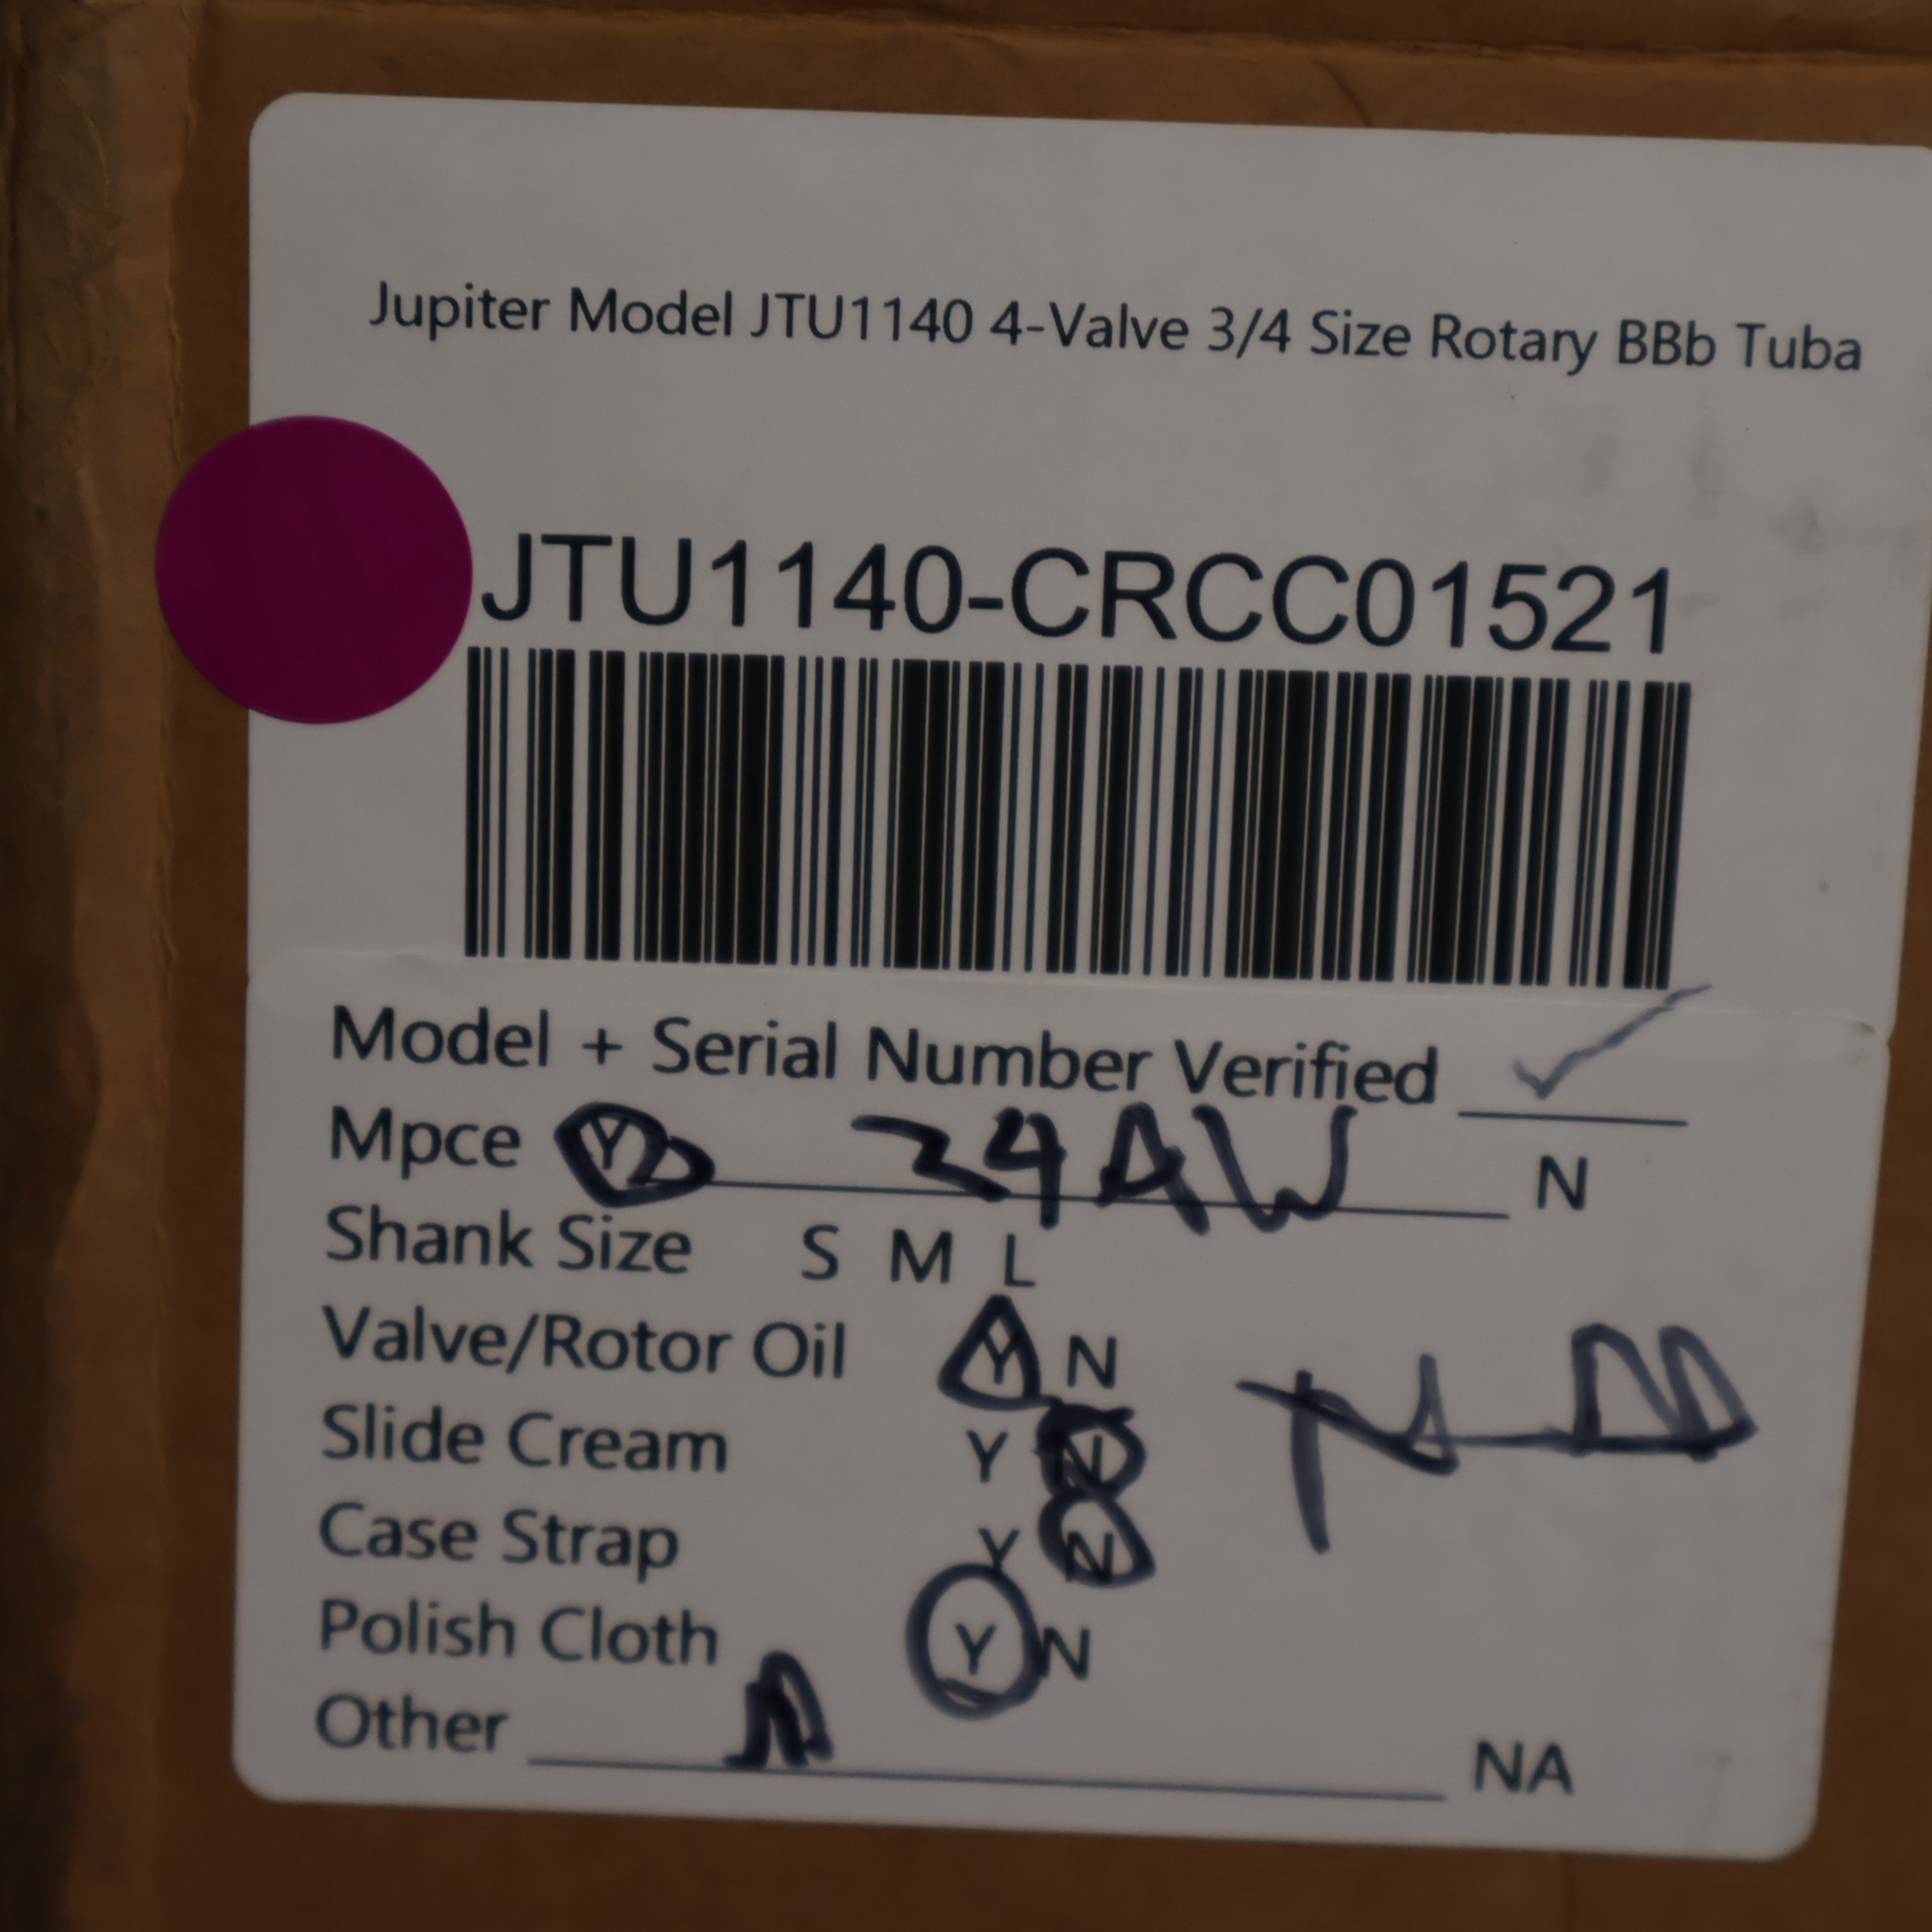 Jupiter Model JTU1140 4-Valve 3/4 Size Rotary BBb Tuba
JTU1140-CRCC01521
Model + Serial Number Verified
Mpce Y 24AW N
Shank Size S M L
Valve/Rotor Oil Y N
Slide Cream Y N
Case Strap Y N
Polish Cloth Y N
Other NA